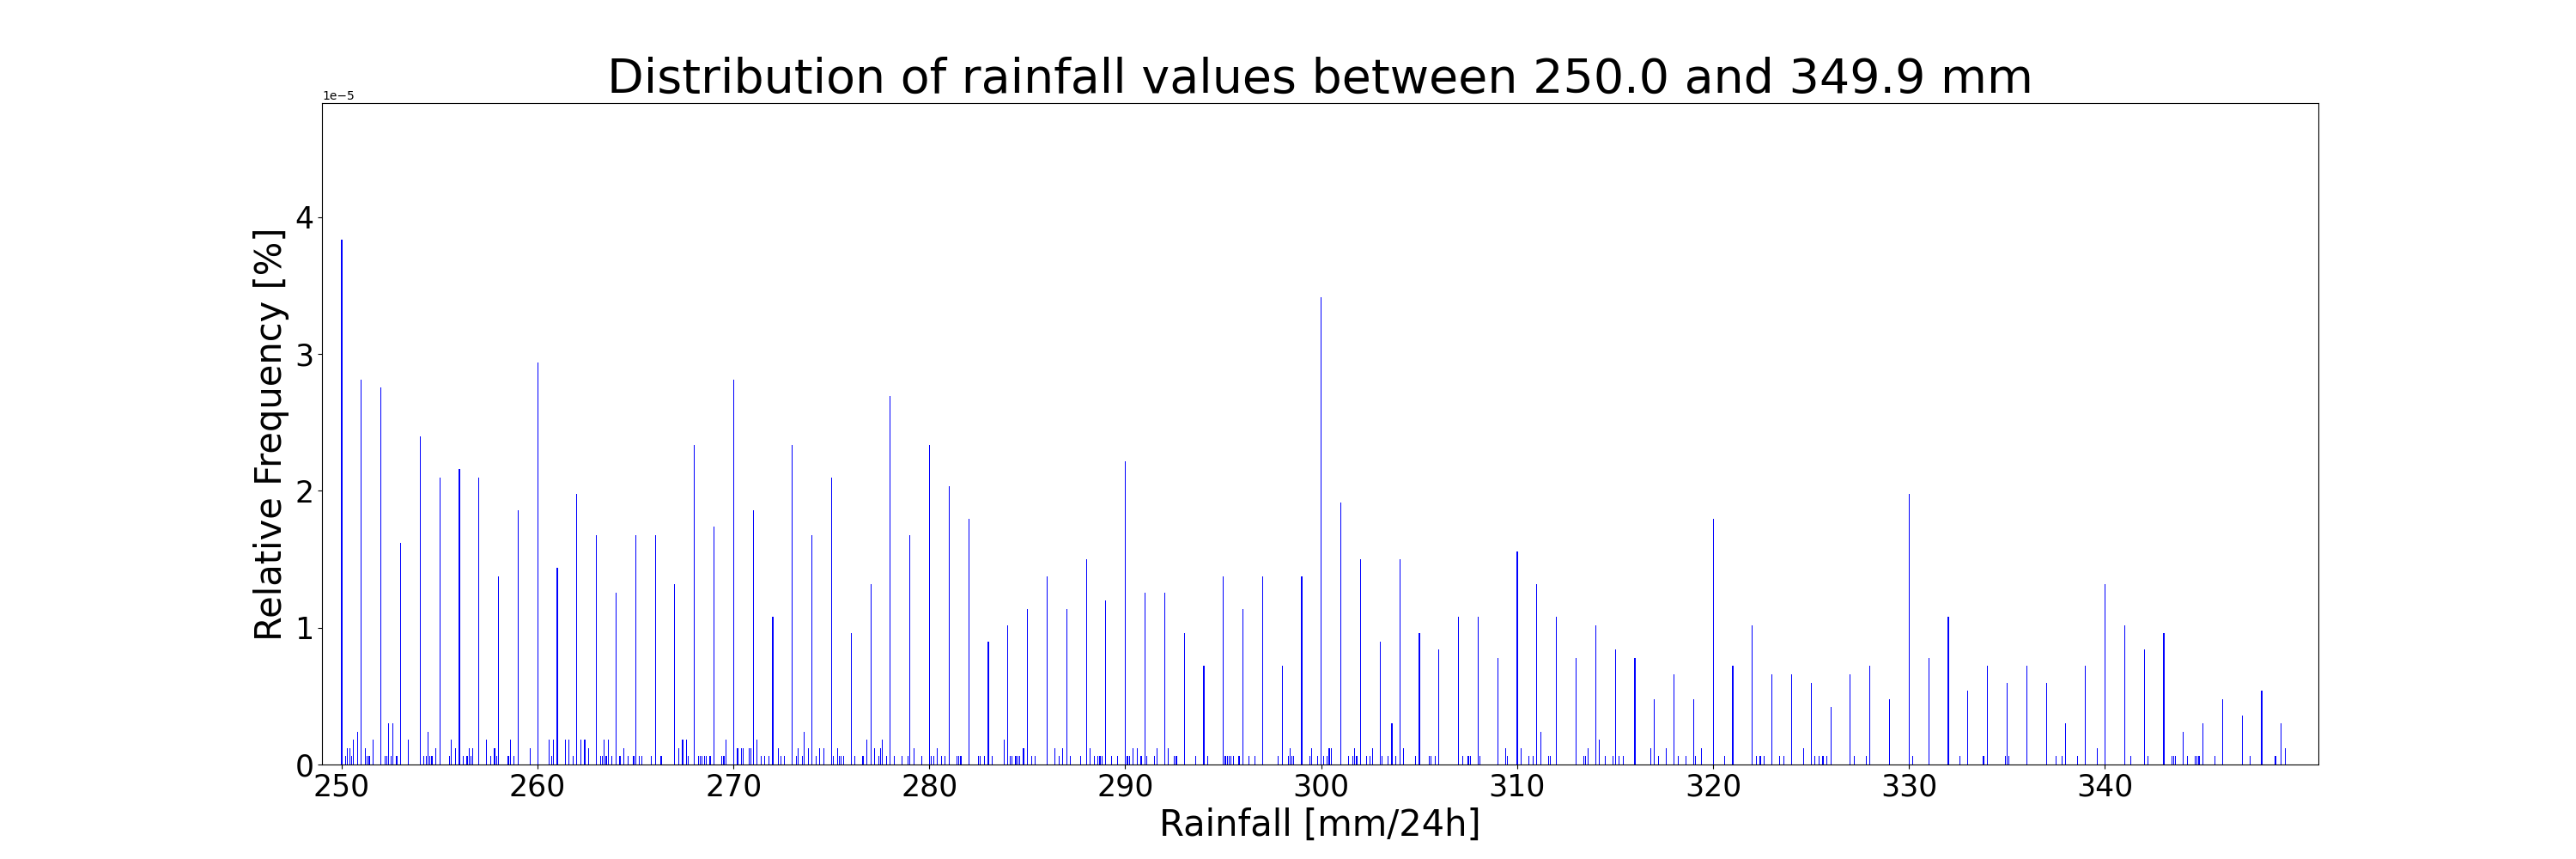 Distribution of rainfall values between 250.0 and 349.9 mm
1e−5
4
3
2
1
0
Relative Frequency [%]
250 260 270 280 290 300 310 320 330 340
Rainfall [mm/24h]